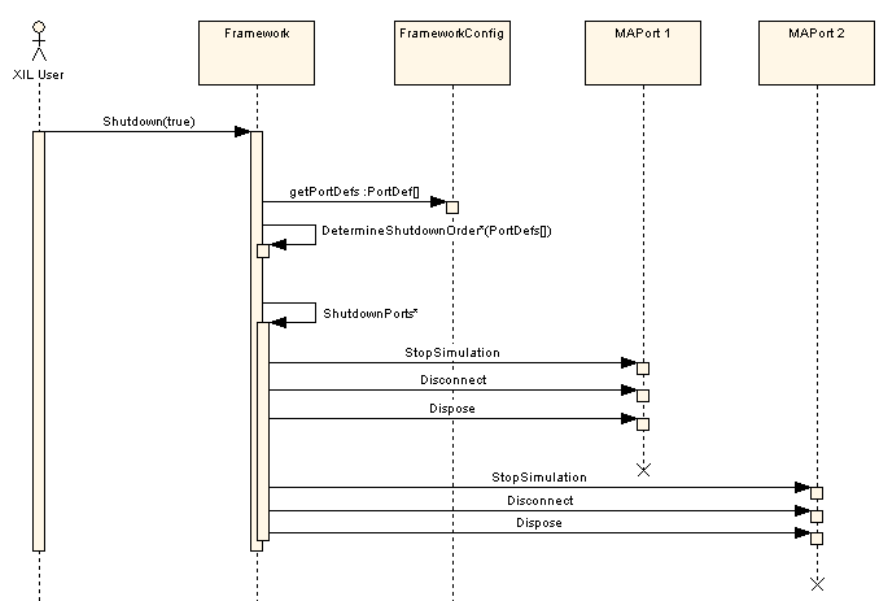 Framework
FrameworkConfig
MAPort 1
MAPort 2
XIL User
Shutdown(true)
getPortDefs :PortDef[]
DetermineShutdownOrder*(PortDefs[])
ShutdownPorts*
StopSimulation
Disconnect
Dispose
StopSimulation
Disconnect
Dispose